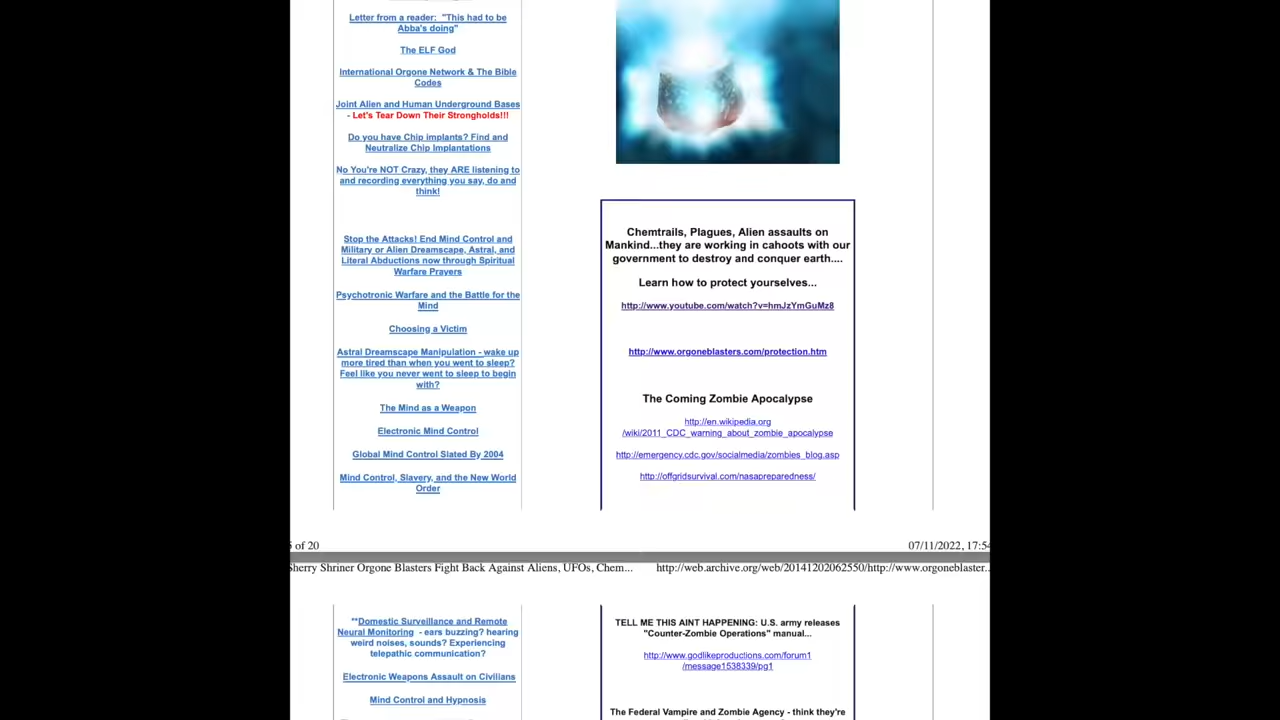 Letter from a reader:  "This had to be
Abba's doing"
The ELF God
International Orgone Network & The Bible
Codes
Joint Alien and Human Underground Bases
- Let's Tear Down Their Strongholds!!!
Do you have Chip implants? Find and
Neutralize Chip Implantations
No You're NOT Crazy, they ARE listening to
and recording everything you say, do and
think!
Stop the Attacks! End Mind Control and
Military or Alien Dreamscape, Astral, and
Literal Abductions now through Spiritual
Warfare Prayers
Psychotronic Warfare and the Battle for the
Mind
Choosing a Victim
Astral Dreamscape Manipulation - wake up
more tired than when you went to sleep?
Feel like you never went to sleep to begin
with?
The Mind as a Weapon
Electronic Mind Control
Global Mind Control Slated By 2004
Mind Control, Slavery, and the New World
Order
Chemtrails, Plagues, Alien assaults on
Mankind...they are working in cahoots with our
government to destroy and conquer earth....
Learn how to protect yourselves...
http://www.youtube.com/watch?v=hmJzYmGuMz8
http://www.orgoneblasters.com/protection.htm
The Coming Zombie Apocalypse
http://en.wikipedia.org
/wiki/2011_CDC_warning_about_zombie_apocalypse
http://emergency.cdc.gov/socialmedia/zombies_blog.asp
http://offgridsurvival.com/nasapreparedness/
of 20
07/11/2022, 17:54
Sherry Shriner Orgone Blasters Fight Back Against Aliens, UFOs, Chem...
http://web.archive.org/web/20141202062550/http://www.orgoneblaster...
**Domestic Surveillance and Remote
Neural Monitoring  - ears buzzing? hearing
weird noises, sounds? Experiencing
telepathic communication?
Electronic Weapons Assault on Civilians
Mind Control and Hypnosis
TELL ME THIS AINT HAPPENING: U.S. army releases
"Counter-Zombie Operations" manual...
http://www.godlikeproductions.com/forum1
/message1538339/pg1
The Federal Vampire and Zombie Agency - think they're